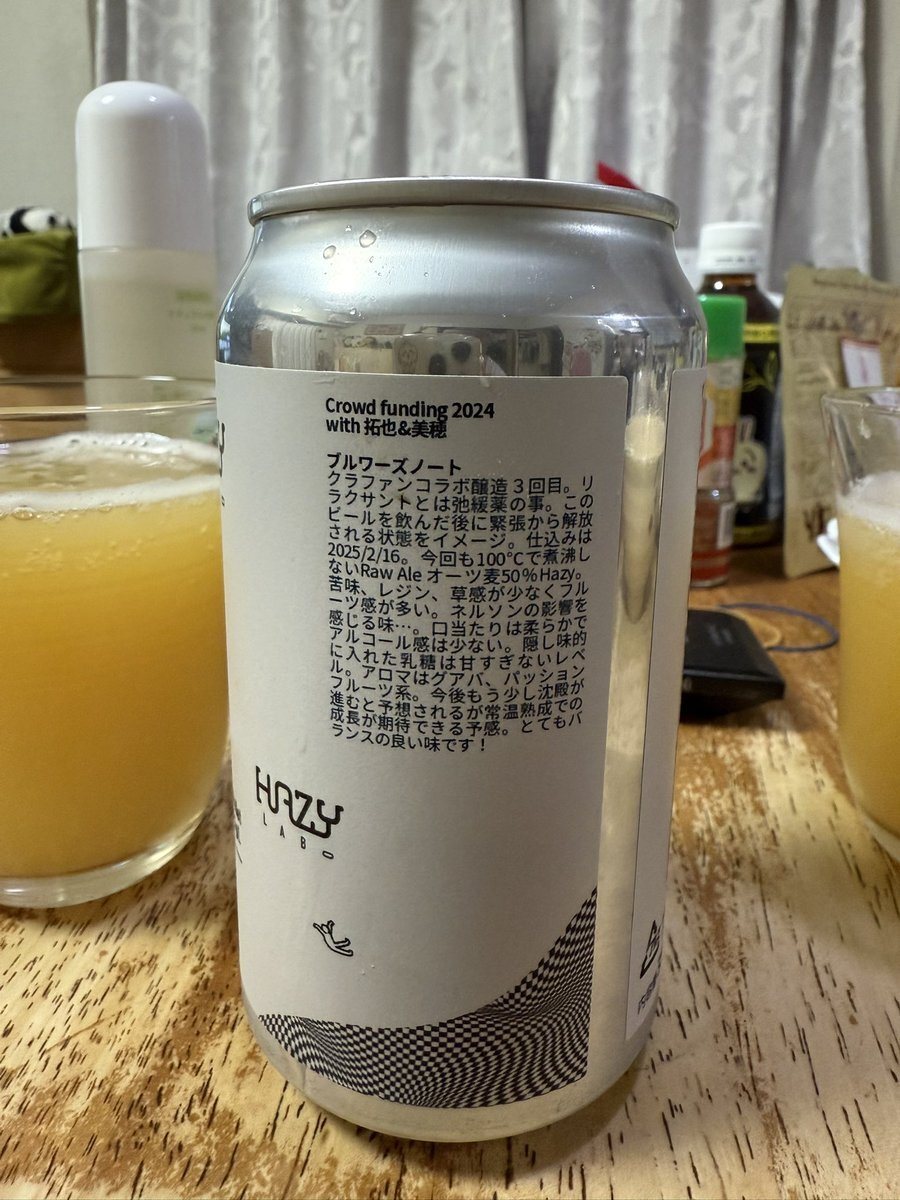 Crowd funding 2024
with 拓也&美穂
ブルワーズノート
クラファンコラボ醸造３回目。リ
ラクサントとは弛緩薬の事。この
ビールを飲んだ後に緊張から解放
される状態をイメージ。仕込みは
2025/2/16。今回も100℃で煮沸し
ないRaw Ale オーツ麦50％Hazy。
苦味、レジン、草感が少なくフル
ーツ感が多い。ネルソンの影響を
感じる味…。口当たりは柔らかで
アルコール感は少ない。隠し味的
に入れた乳糖は甘すぎないレベ
ル。アロマはグアバ、パッション
フルーツ系。今後もう少し沈殿が
進むと予想されるが常温熟成での
成長が期待できる予感。とてもバ
ランスの良い味です！
HAZY
LABO